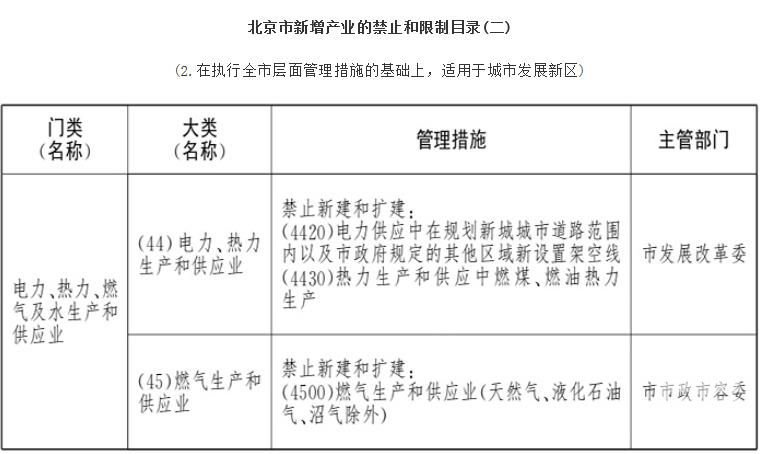 北京市新增产业的禁止和限制目录(二)
(2.在执行全市层面管理措施的基础上，适用于城市发展新区)
门类
(名称)
大类
(名称)
管理措施
主管部门
电力、热力、燃
气及水生产和
供应业
(44)电力、热力
生产和供应业
禁止新建和扩建：
(4420)电力供应中在规划新城城市道路范围
内以及市政府规定的其他区域新设置架空线
(4430)热力生产和供应中燃煤、燃油热力
生产
市发展改革委
(45)燃气生产和
供应业
禁止新建和扩建：
(4500)燃气生产和供应业(天然气、液化石油
气、沼气除外)
市市政市容委